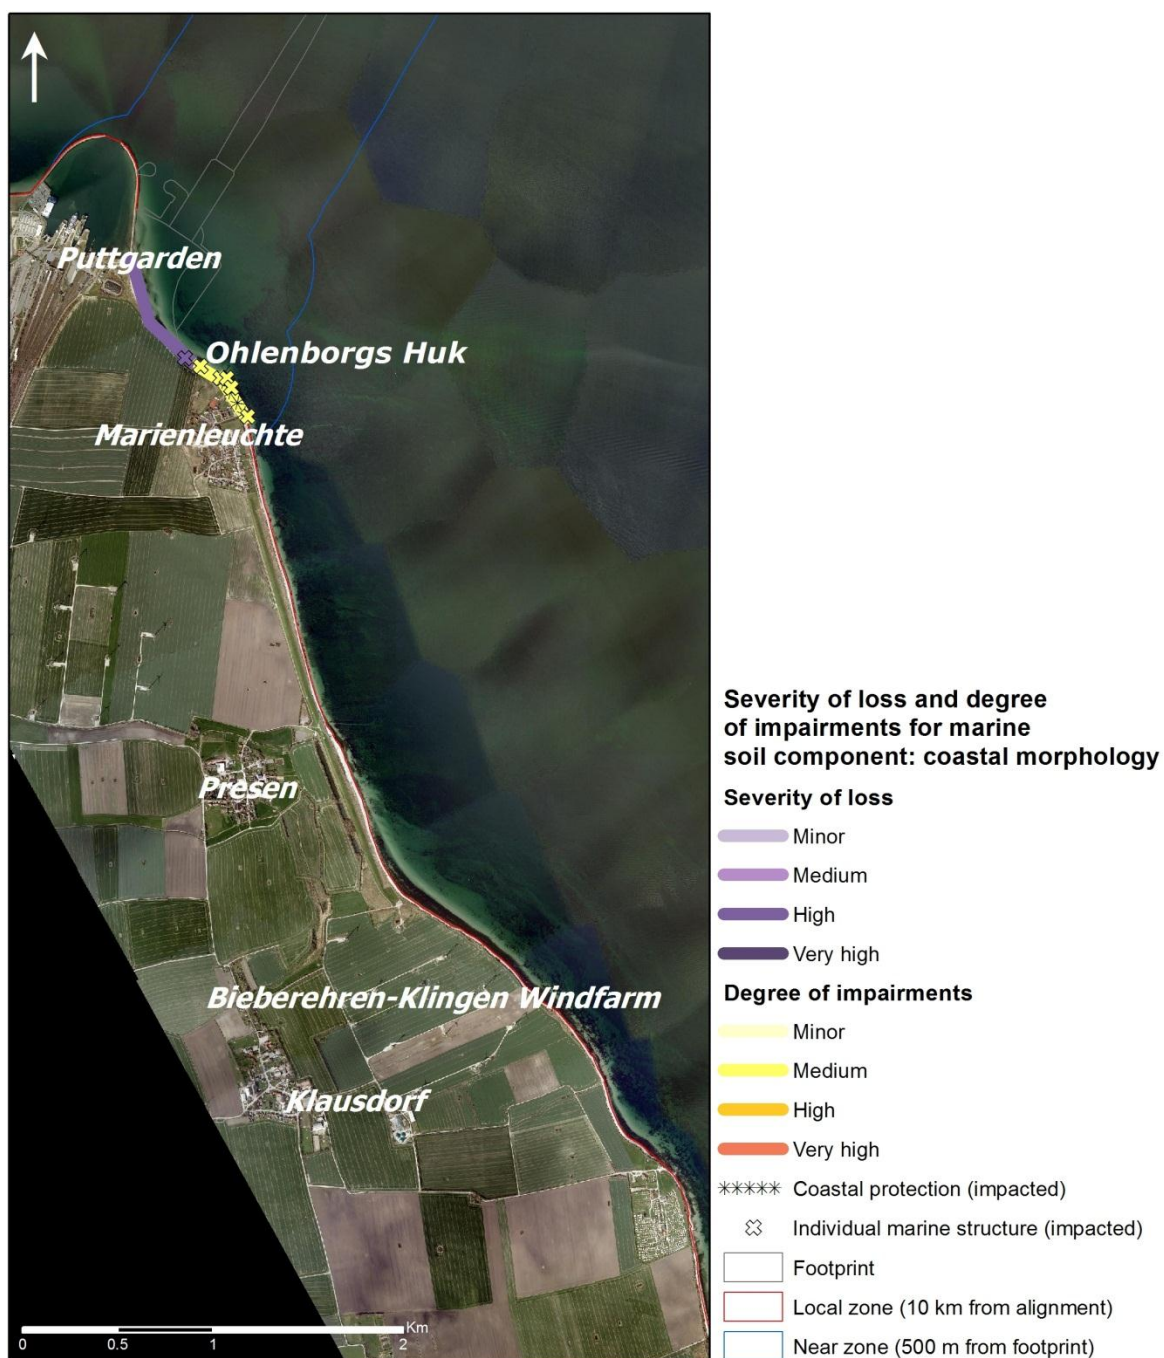 Puttgarden
Ohlenborgs Huk
Marienleuchte
Presen
Bieberehren-Klingen Windfarm
Klausdorf
Km
0 0.5 1 2
Severity of loss and degree
of impairments for marine
soil component: coastal morphology
Severity of loss
Minor
Medium
High
Very high
Degree of impairments
Minor
Medium
High
Very high
Coastal protection (impacted)
Individual marine structure (impacted)
Footprint
Local zone (10 km from alignment)
Near zone (500 m from footprint)